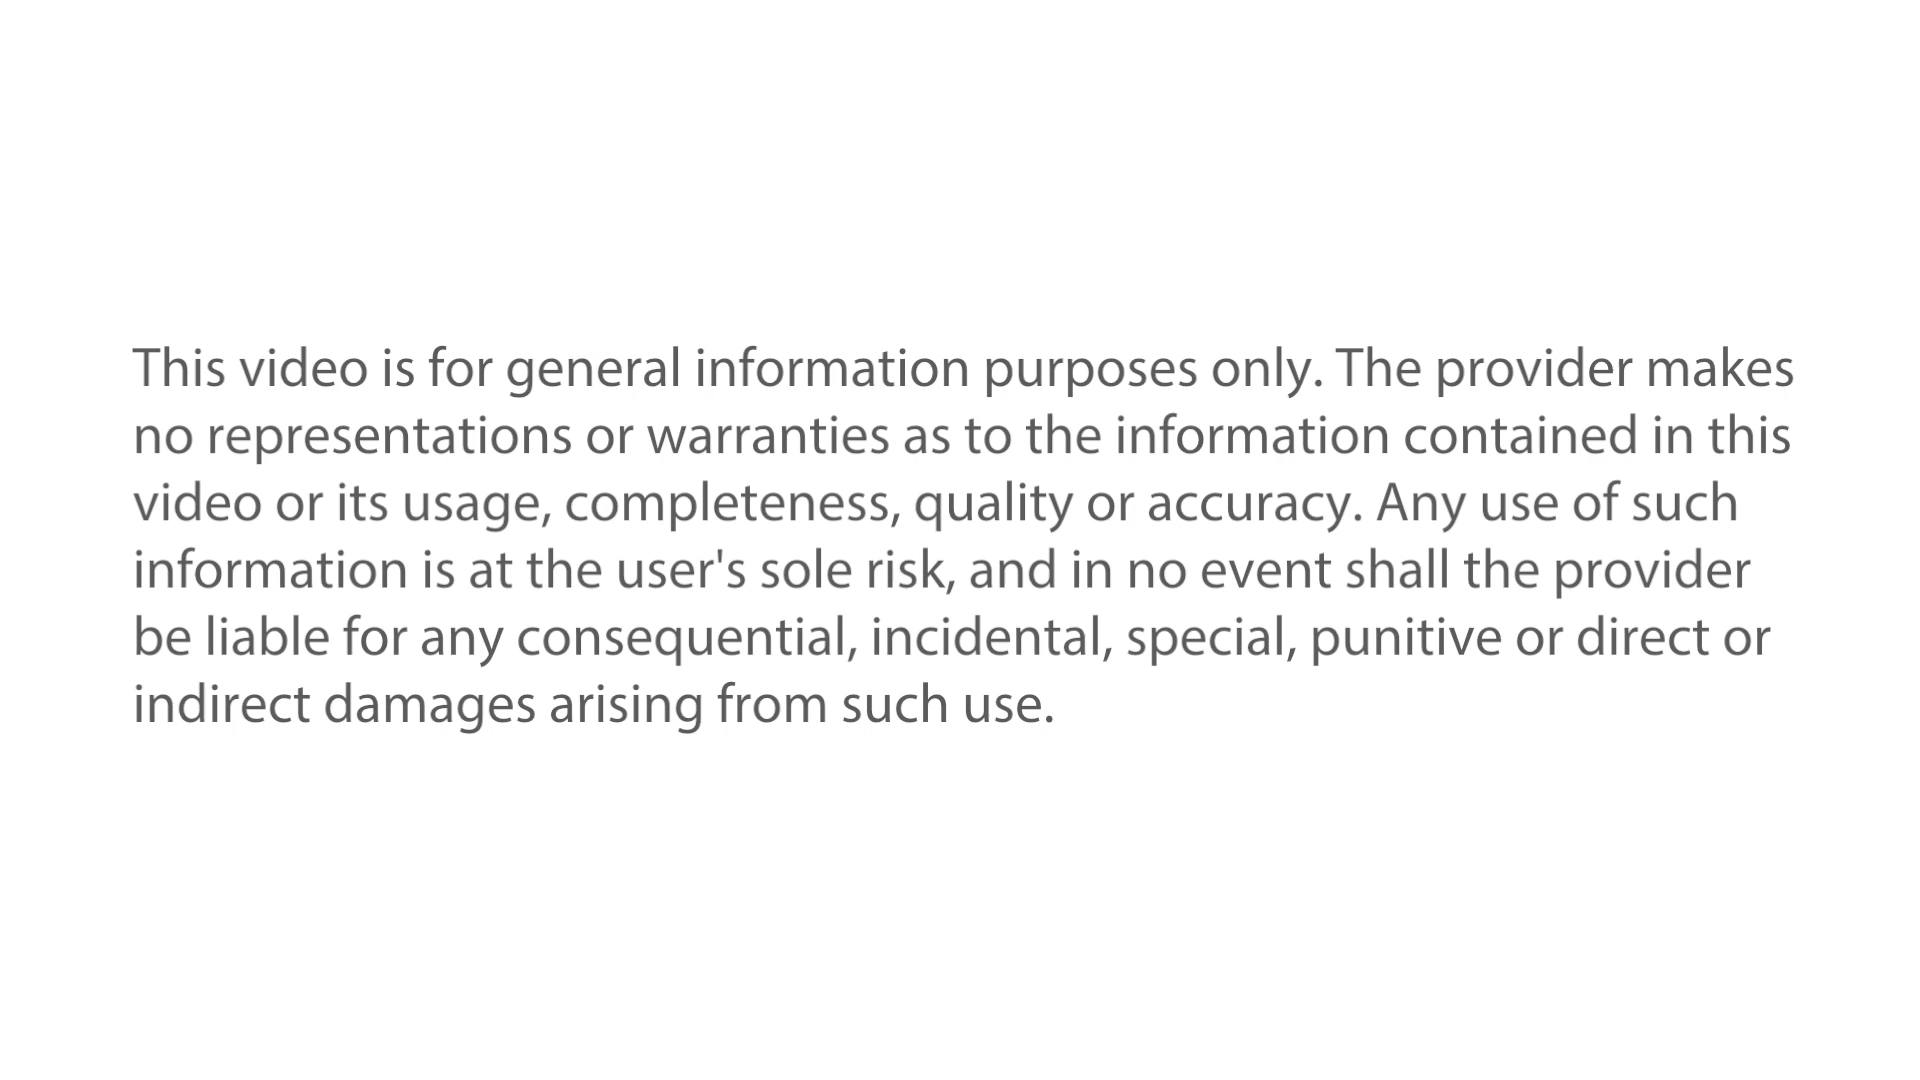 This video is for general information purposes only. The provider makes
no representations or warranties as to the information contained in this
video or its usage, completeness, quality or accuracy. Any use of such
information is at the user's sole risk, and in no event shall the provider
be liable for any consequential, incidental, special, punitive or direct or
indirect damages arising from such use.